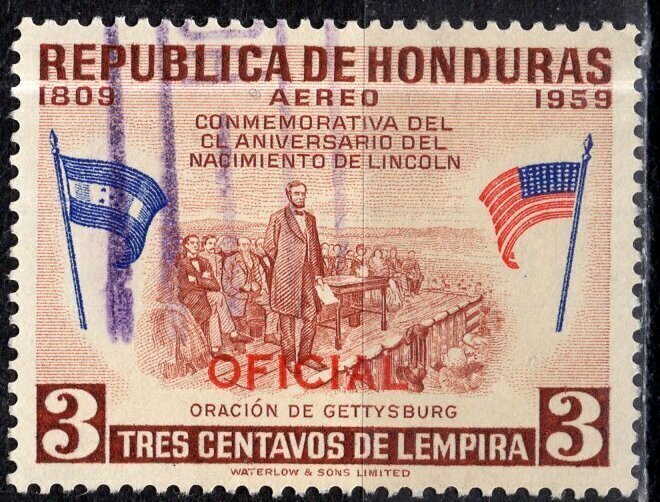 REPUBLICA DE HONDURAS
1809 AEREO 1959
CONMEMORATIVA DEL
CL ANIVERSARIO DEL
NACIMIENTO DE LINCOLN
OFICIAL
ORACIÓN DE GETTYSBURG
3 TRES CENTAVOS DE LEMPIRA 3
WATERLOW & SONS LIMITED